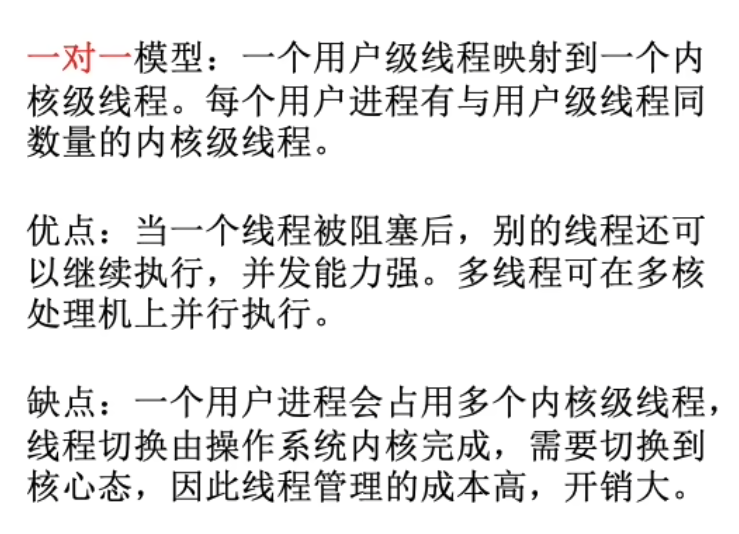 一对一模型：一个用户级线程映射到一个内
核级线程。每个用户进程有与用户级线程同
数量的内核级线程。
优点：当一个线程被阻塞后，别的线程还可
以继续执行，并发能力强。多线程可在多核
处理机上并行执行。
缺点：一个用户进程会占用多个内核级线程，
线程切换由操作系统内核完成，需要切换到
核心态，因此线程管理的成本高，开销大。